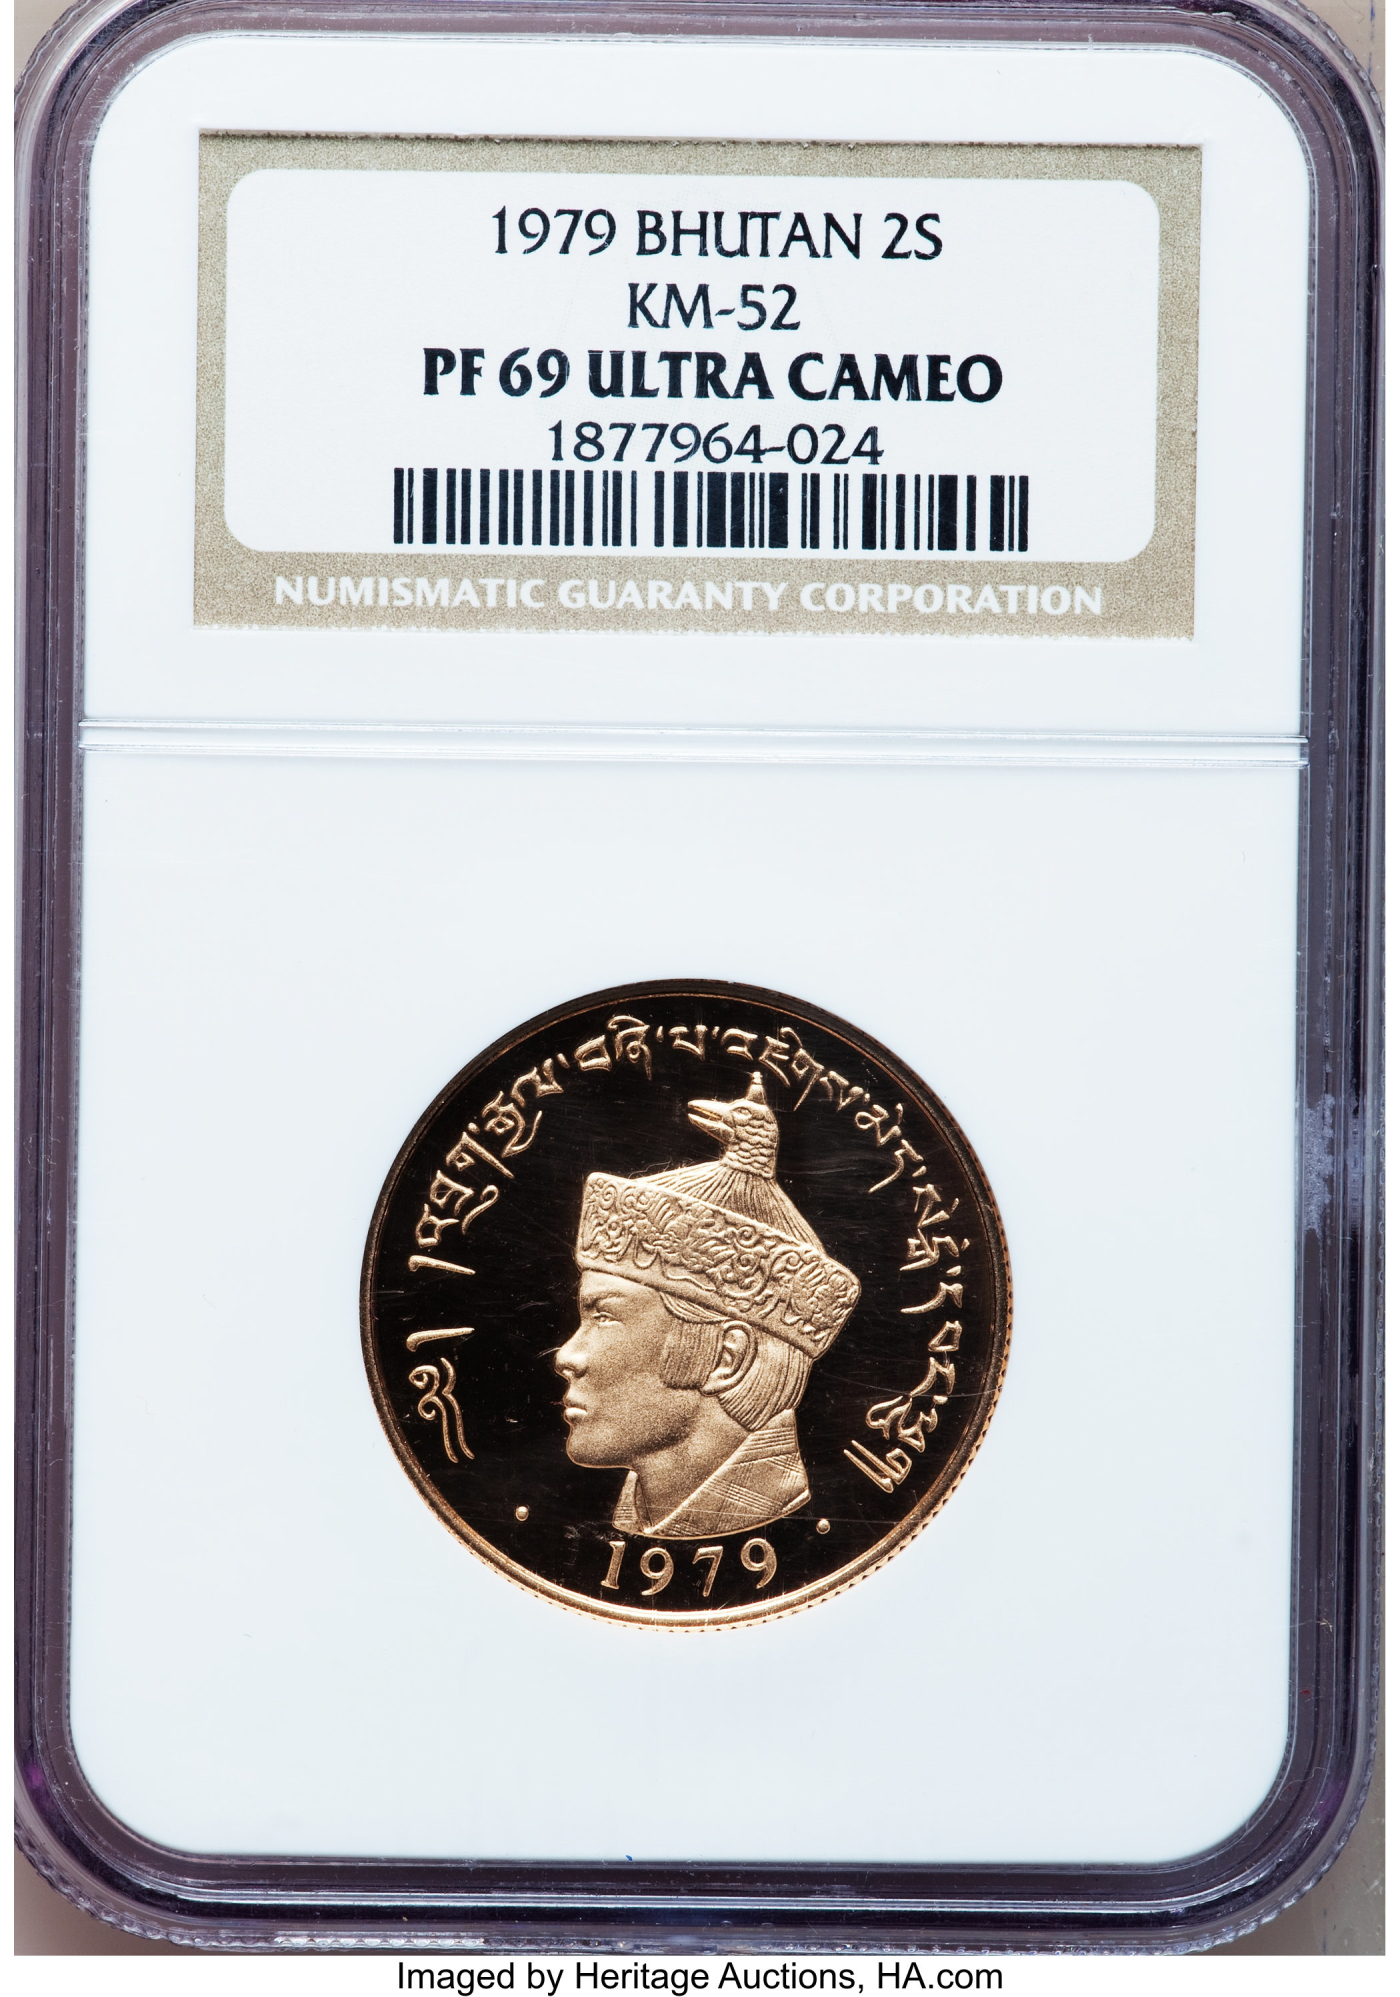 1979 BHUTAN 2S
KM-52
PF 69 ULTRA CAMEO
1877964-024
NUMISMATIC GUARANTY CORPORATION
1979
Imaged by Heritage Auctions, HA.com